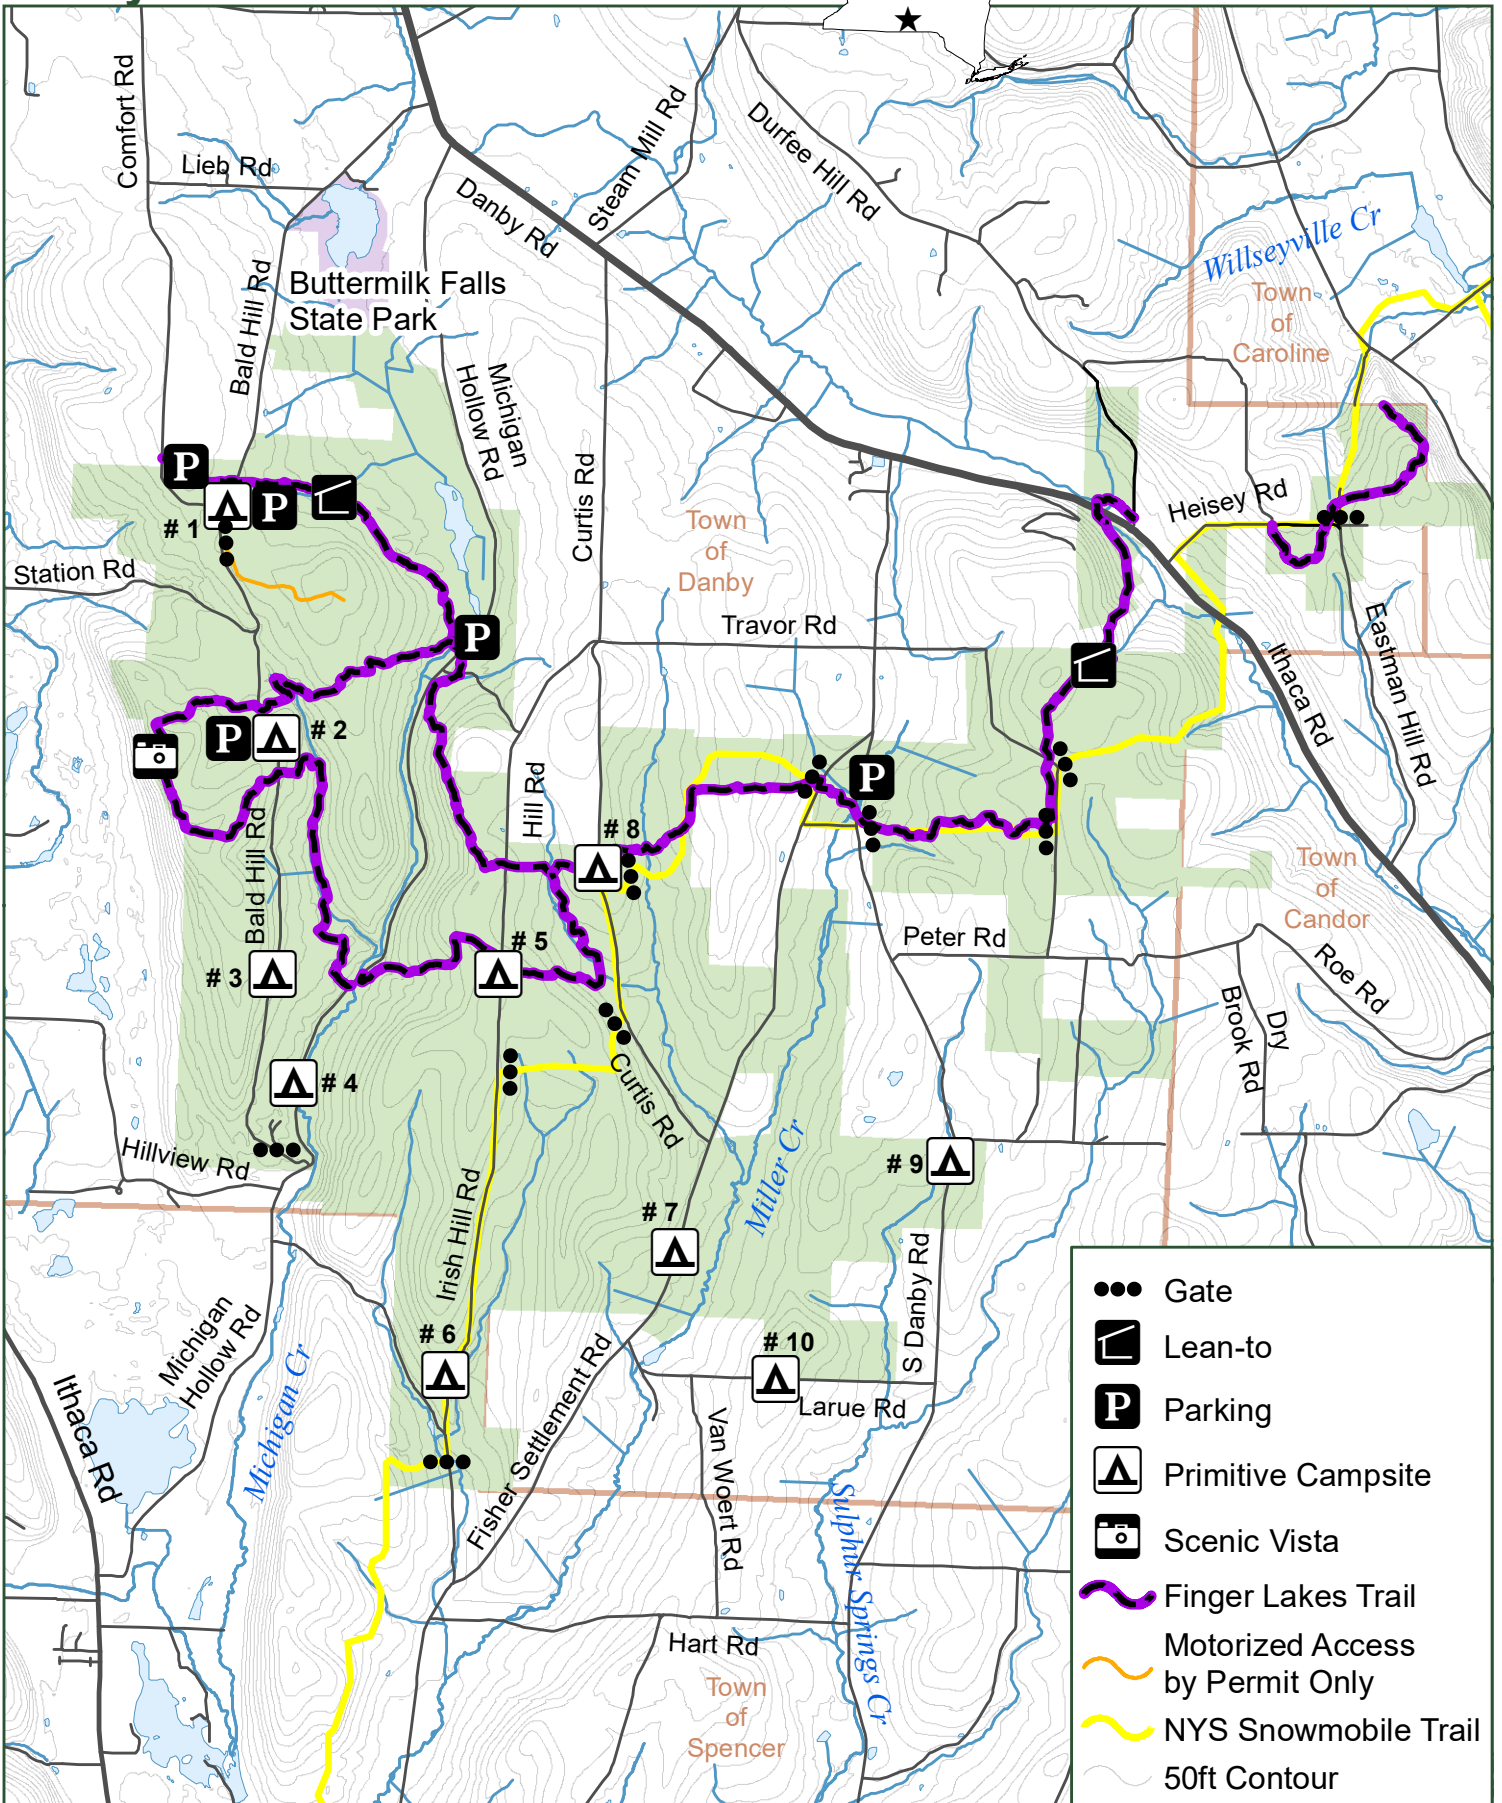 Comfort Rd
Lieb Rd
Steam Mill Rd
Durfee Hill Rd
Danby Rd
Willseyville Cr
Bald Hill Rd
Buttermilk Falls
State Park
Town
of
Caroline
Michigan
Hollow Rd
P
P
# 1
Curtis Rd
Heisey Rd
Town
of
Danby
Station Rd
P
Travor Rd
Eastman Hill Rd
Ithaca Rd
P
# 2
P
Hill Rd
# 8
Bald Hill Rd
Town
of
Candor
# 3
# 5
Peter Rd
Roe Rd
Dry
Brook Rd
# 4
Curtis Rd
Hillview Rd
Miller Cr
# 9
Irish Hill Rd
# 7
S Danby Rd
Michigan
Hollow Rd
# 6
# 10
Larue Rd
Ithaca Rd
Michigan Cr
Fisher Settlement Rd
Van Woert Rd
Sulphur Springs Cr
Hart Rd
Town
of
Spencer
Gate
Lean-to
P Parking
Primitive Campsite
Scenic Vista
Finger Lakes Trail
Motorized Access
by Permit Only
NYS Snowmobile Trail
50ft Contour